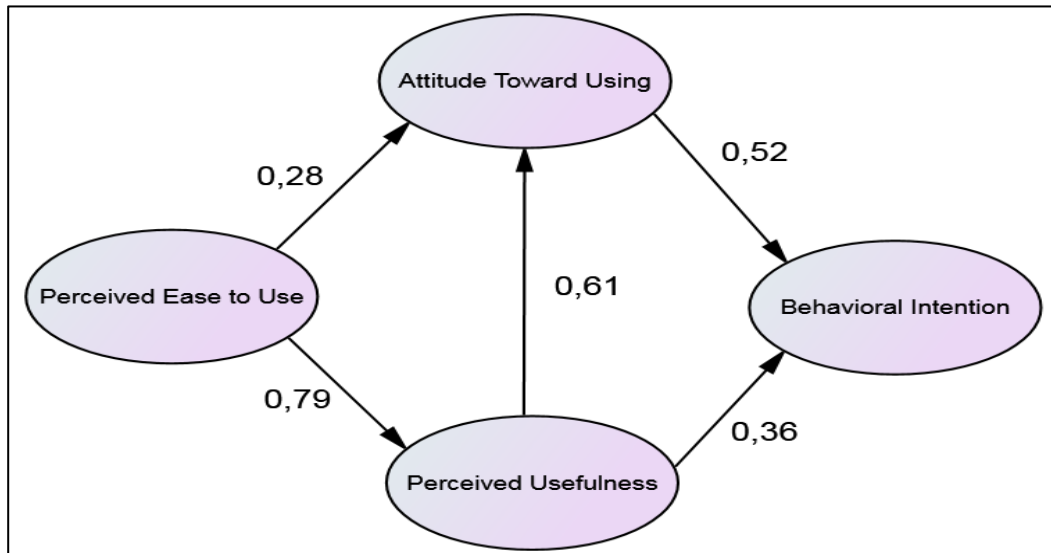 Attitude Toward Using
0,28
0,52
Perceived Ease to Use
0,61
Behavioral Intention
0,79
0,36
Perceived Usefulness